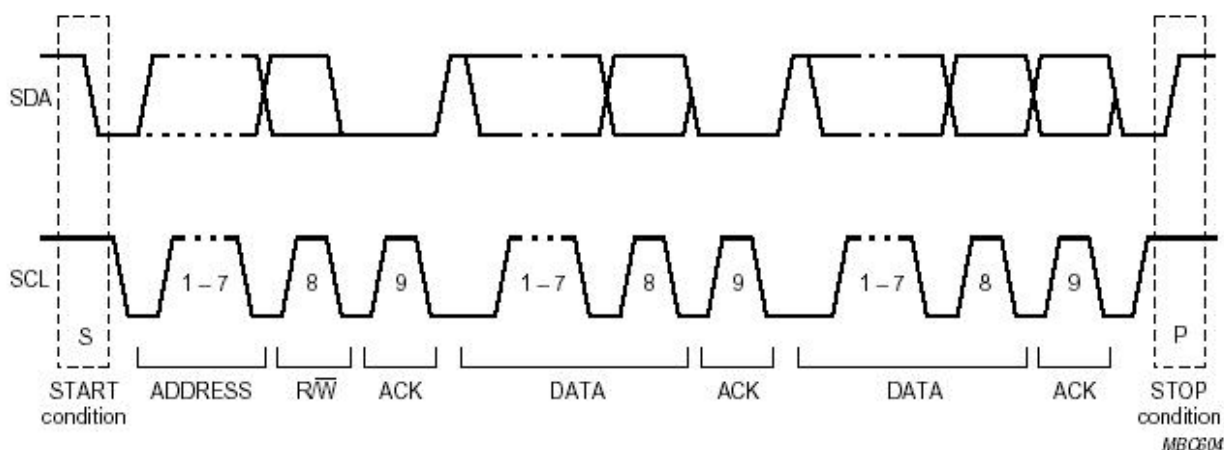 SDA
SCL
1 – 7 8 9 1 – 7 8 9 1 – 7 8 9
S P
START condition
ADDRESS
R/W̅
ACK
DATA
ACK
DATA
ACK
STOP condition
MBC604